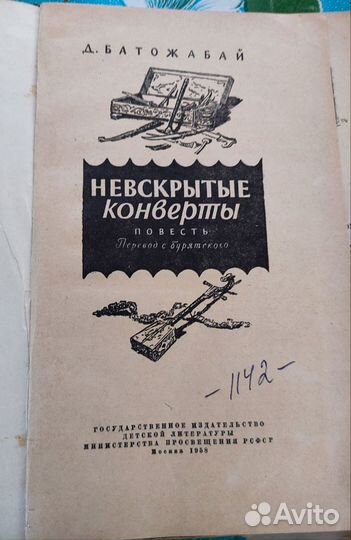 Д. БАТОЖАБАЙ
НЕВСКРЫТЫЕ
конверты
ПОВЕСТЬ
Перевод с бурятского
-1142-
ГОСУДАРСТВЕННОЕ ИЗДАТЕЛЬСТВО
ДЕТСКОЙ ЛИТЕРАТУРЫ
МИНИСТЕРСТВА ПРОСВЕЩЕНИЯ РСФСР
Москва 1958
Avito